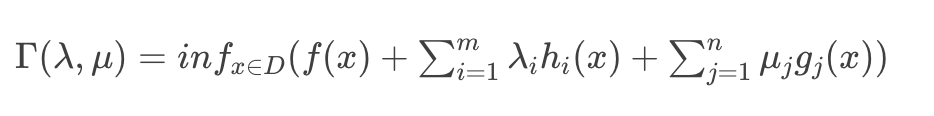 Γ(λ, μ) = inf_{x∈D}(f(x) + ∑_{i=1}^{m} λ_i h_i(x) + ∑_{j=1}^{n} μ_j g_j(x))